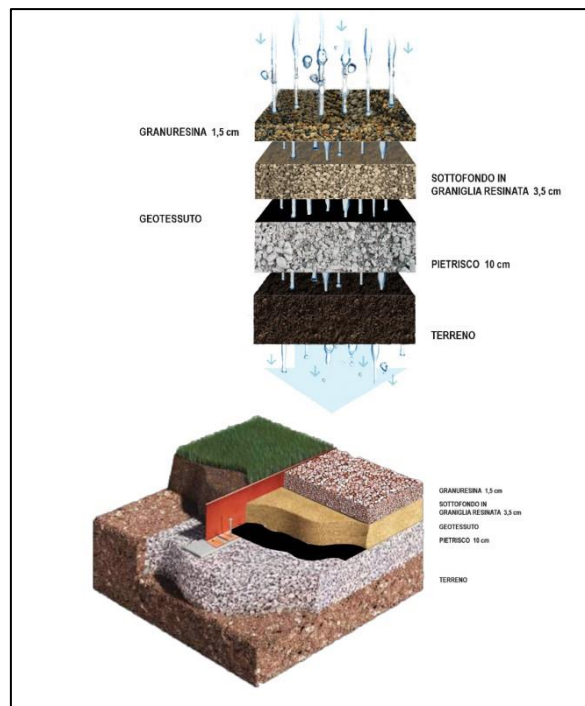 GRANURESINA 1,5 cm
SOTTOFONDO IN
GRANIGLIA RESINATA 3,5 cm
GEOTESSUTO
PIETRISCO 10 cm
TERRENO
GRANURESINA 1,5 cm
SOTTOFONDO IN
GRANIGLIA RESINATA 3,5 cm
GEOTESSUTO
PIETRISCO 10 cm
TERRENO